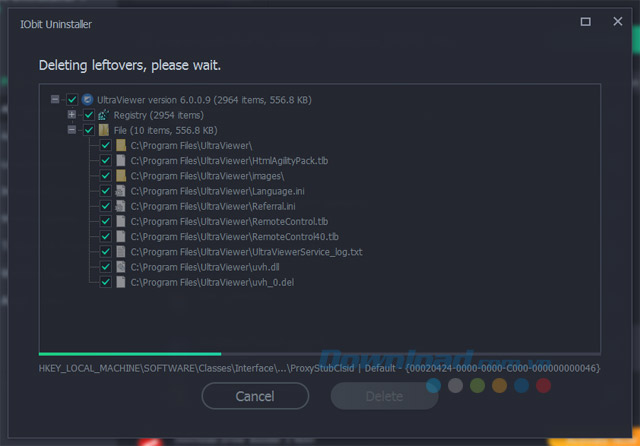 IObit Uninstaller
Deleting leftovers, please wait.
UltraViewer version 6.0.0.9 (2964 items, 556.8 KB)
Registry (2954 items)
File (10 items, 556.8 KB)
C:\Program Files\UltraViewer\
C:\Program Files\UltraViewer\HtmlAgilityPack.tlb
C:\Program Files\UltraViewer\images\
C:\Program Files\UltraViewer\Language.ini
C:\Program Files\UltraViewer\Referral.ini
C:\Program Files\UltraViewer\RemoteControl.tlb
C:\Program Files\UltraViewer\RemoteControl40.tlb
C:\Program Files\UltraViewer\UltraViewerService_log.txt
C:\Program Files\UltraViewer\uvh.dll
C:\Program Files\UltraViewer\uvh_0.del
Download.com.vn
HKEY_LOCAL_MACHINE\SOFTWARE\Classes\Interface\...\ProxyStubClsid | Default - {00020424-0000-0000-C000-000000000046}
Cancel
Delete